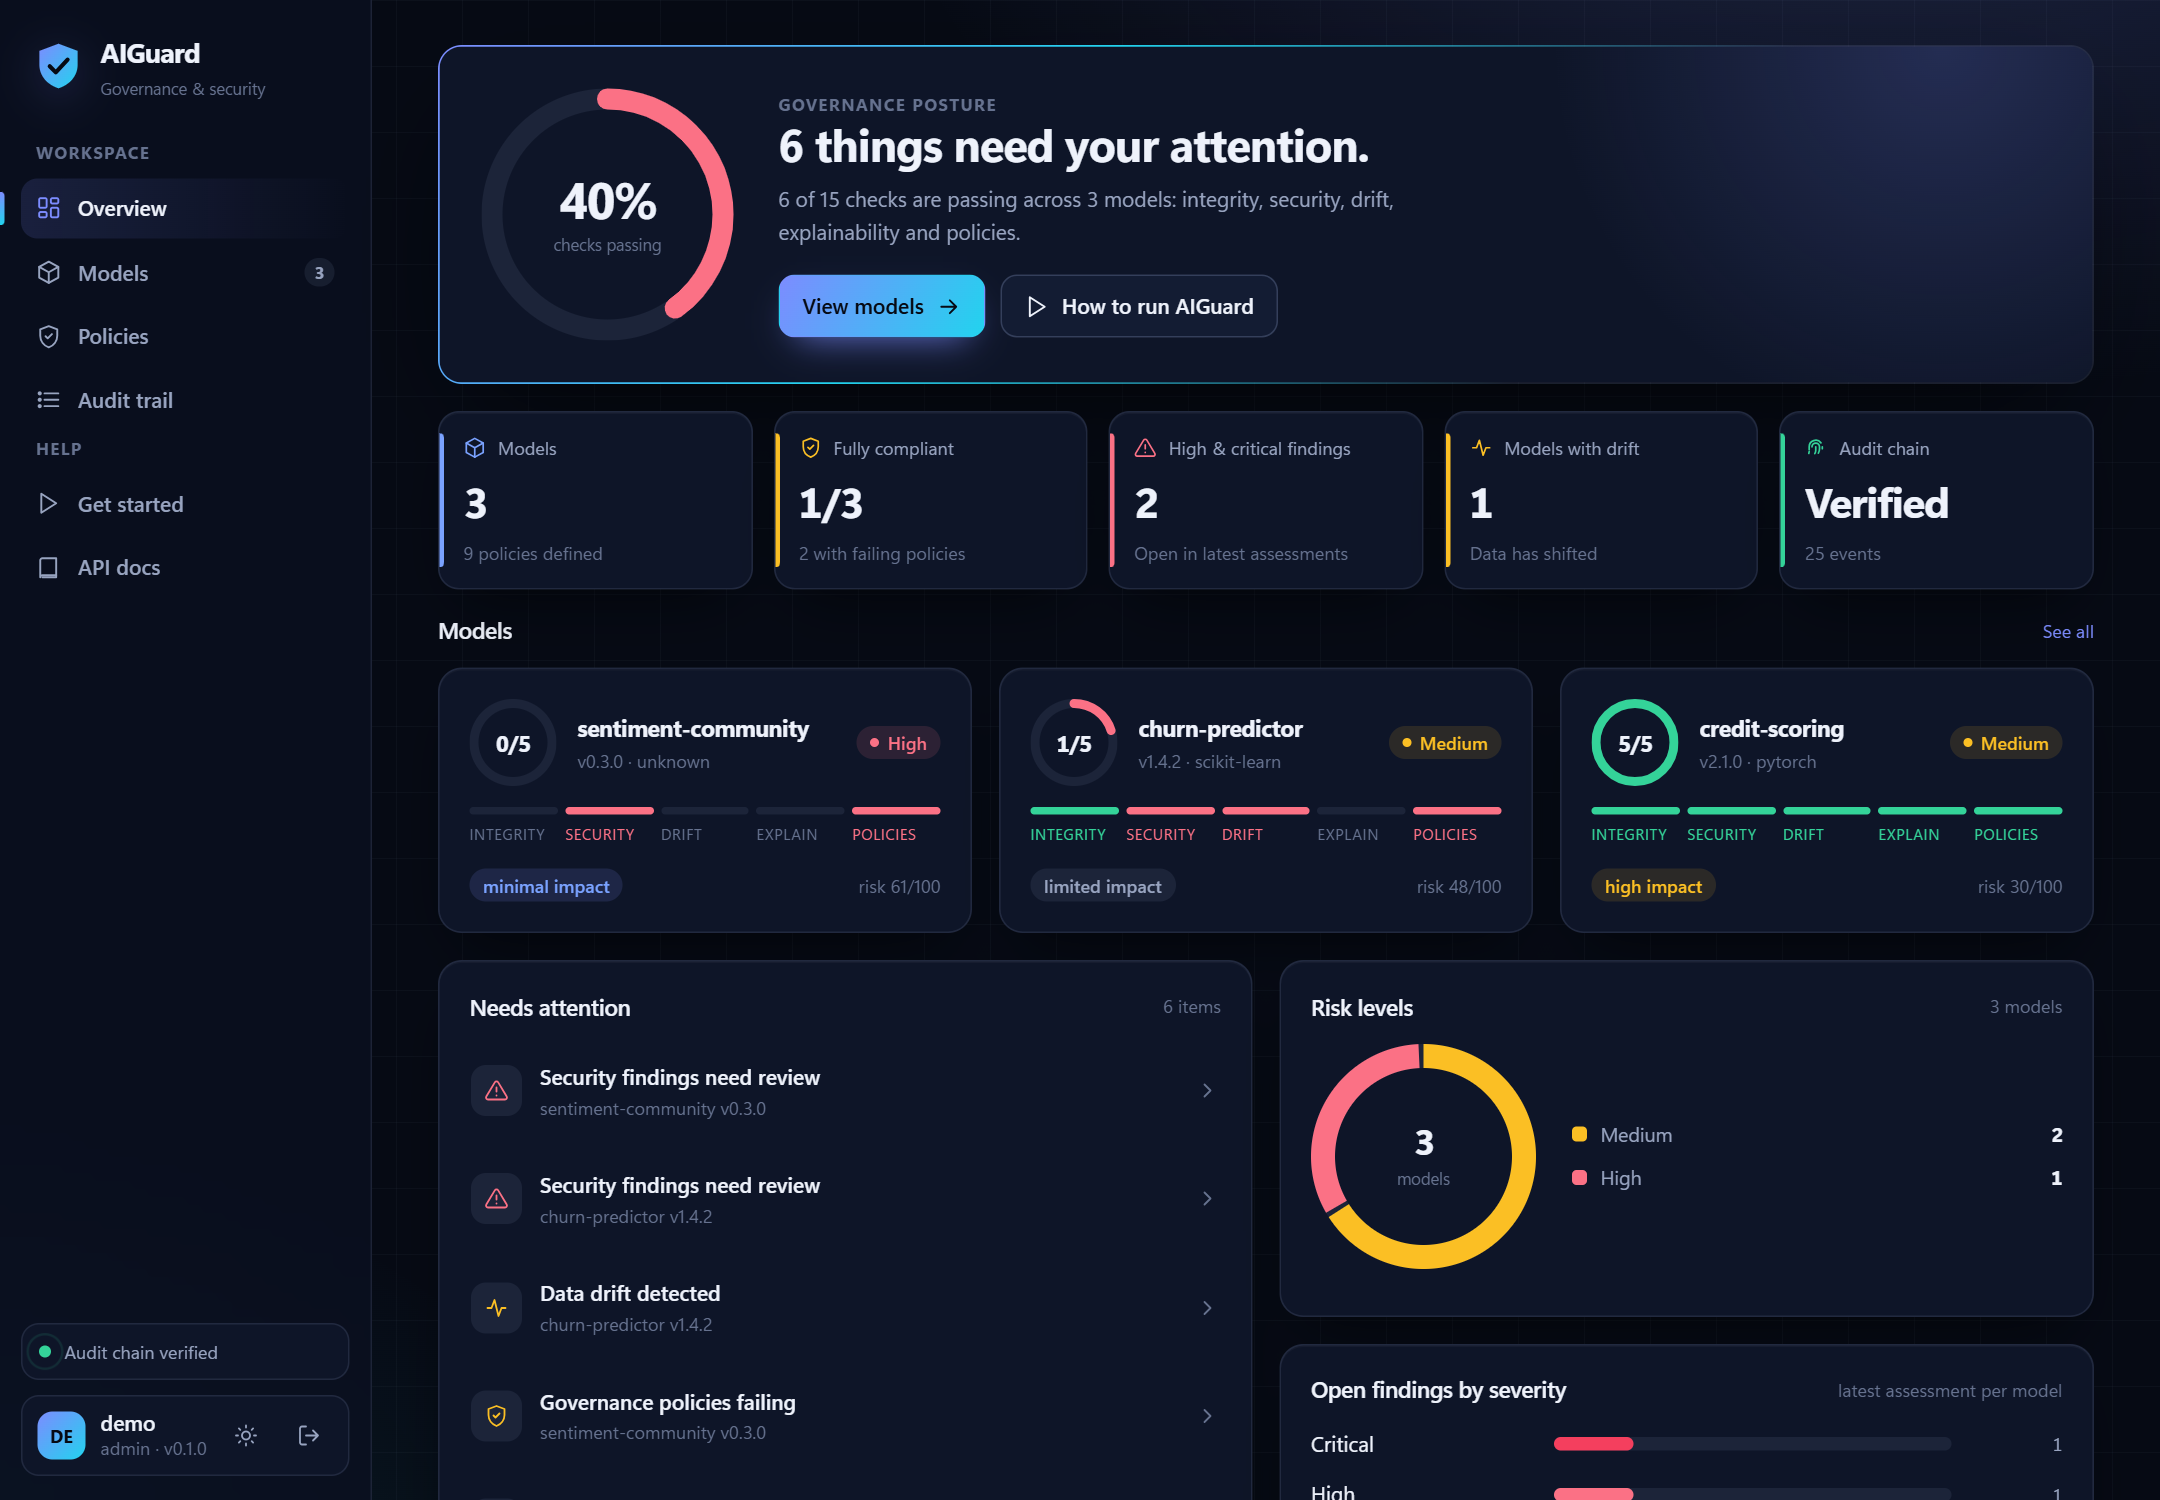 AIGuard
Governance & security
WORKSPACE
Overview
Models 3
Policies
Audit trail
HELP
Get started
API docs
Audit chain verified
DE
demo
admin · v0.1.0
40%
checks passing
GOVERNANCE POSTURE
6 things need your attention.
6 of 15 checks are passing across 3 models: integrity, security, drift,
explainability and policies.
View models
How to run AIGuard
Models
3
9 policies defined
Fully compliant
1/3
2 with failing policies
High & critical findings
2
Open in latest assessments
Models with drift
1
Data has shifted
Audit chain
Verified
25 events
Models
See all
0/5
sentiment-community
v0.3.0 · unknown
High
INTEGRITY SECURITY DRIFT EXPLAIN POLICIES
minimal impact
risk 61/100
1/5
churn-predictor
v1.4.2 · scikit-learn
Medium
INTEGRITY SECURITY DRIFT EXPLAIN POLICIES
limited impact
risk 48/100
5/5
credit-scoring
v2.1.0 · pytorch
Medium
INTEGRITY SECURITY DRIFT EXPLAIN POLICIES
high impact
risk 30/100
Needs attention
6 items
Security findings need review
sentiment-community v0.3.0
Security findings need review
churn-predictor v1.4.2
Data drift detected
churn-predictor v1.4.2
Governance policies failing
sentiment-community v0.3.0
Risk levels
3 models
3
models
Medium 2
High 1
Open findings by severity
latest assessment per model
Critical 1
High 1